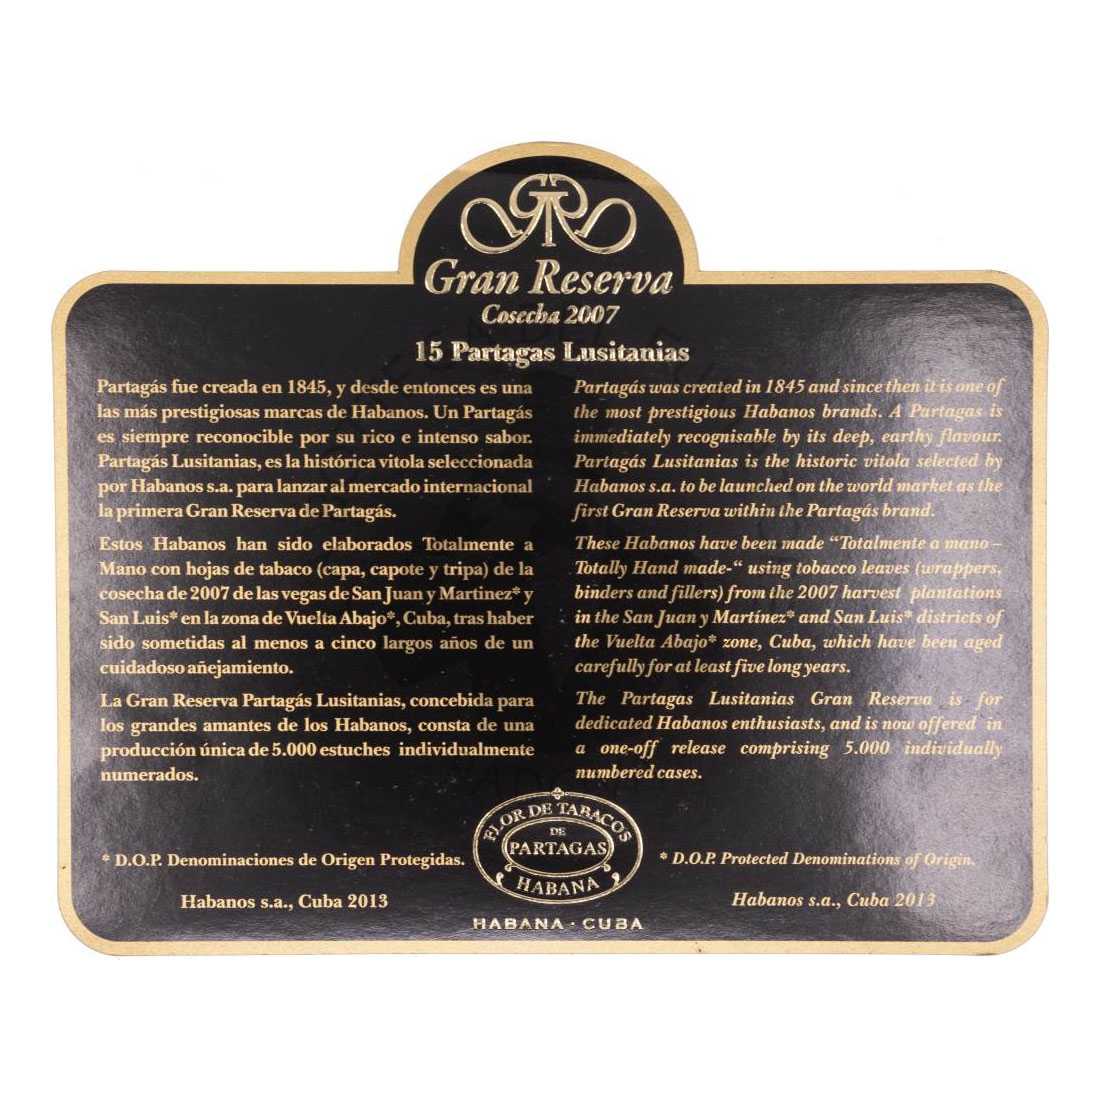 Gran Reserva
Cosecha 2007
15 Partagas Lusitanias
Partagás fue creada en 1845, y desde entonces es una
las más prestigiosas marcas de Habanos. Un Partagás
es siempre reconocible por su rico e intenso sabor.
Partagás Lusitanias, es la histórica vitola seleccionada
por Habanos s.a. para lanzar al mercado internacional
la primera Gran Reserva de Partagás.
Estos Habanos han sido elaborados Totalmente a
Mano con hojas de tabaco (capa, capote y tripa) de la
cosecha de 2007 de las vegas de San Juan y Martinez* y
San Luis* en la zona de Vuelta Abajo*, Cuba, tras haber
sido sometidas al menos a cinco largos años de un
cuidadoso añejamiento.
La Gran Reserva Partagás Lusitanias, concebida para
los grandes amantes de los Habanos, consta de una
producción única de 5.000 estuches individualmente
numerados.
* D.O.P. Denominaciones de Origen Protegidas.
Habanos s.a., Cuba 2013
Partagás was created in 1845 and since then it is one of
the most prestigious Habanos brands. A Partagas is
immediately recognisable by its deep, earthy flavour.
Partagás Lusitanias is the historic vitola selected by
Habanos s.a. to be launched on the world market as the
first Gran Reserva within the Partagás brand.
These Habanos have been made “Totalmente a mano –
Totally Hand made-“ using tobacco leaves (wrappers,
binders and fillers) from the 2007 harvest plantations
in the San Juan y Martínez* and San Luis* districts of
the Vuelta Abajo* zone, Cuba, which have been aged
carefully for at least five long years.
The Partagas Lusitanias Gran Reserva is for
dedicated Habanos enthusiasts, and is now offered in
a one-off release comprising 5.000 individually
numbered cases.
* D.O.P. Protected Denominations of Origin.
Habanos s.a., Cuba 2013
FLOR DE TABACOS
DE
PARTAGAS
HABANA
HABANA · CUBA